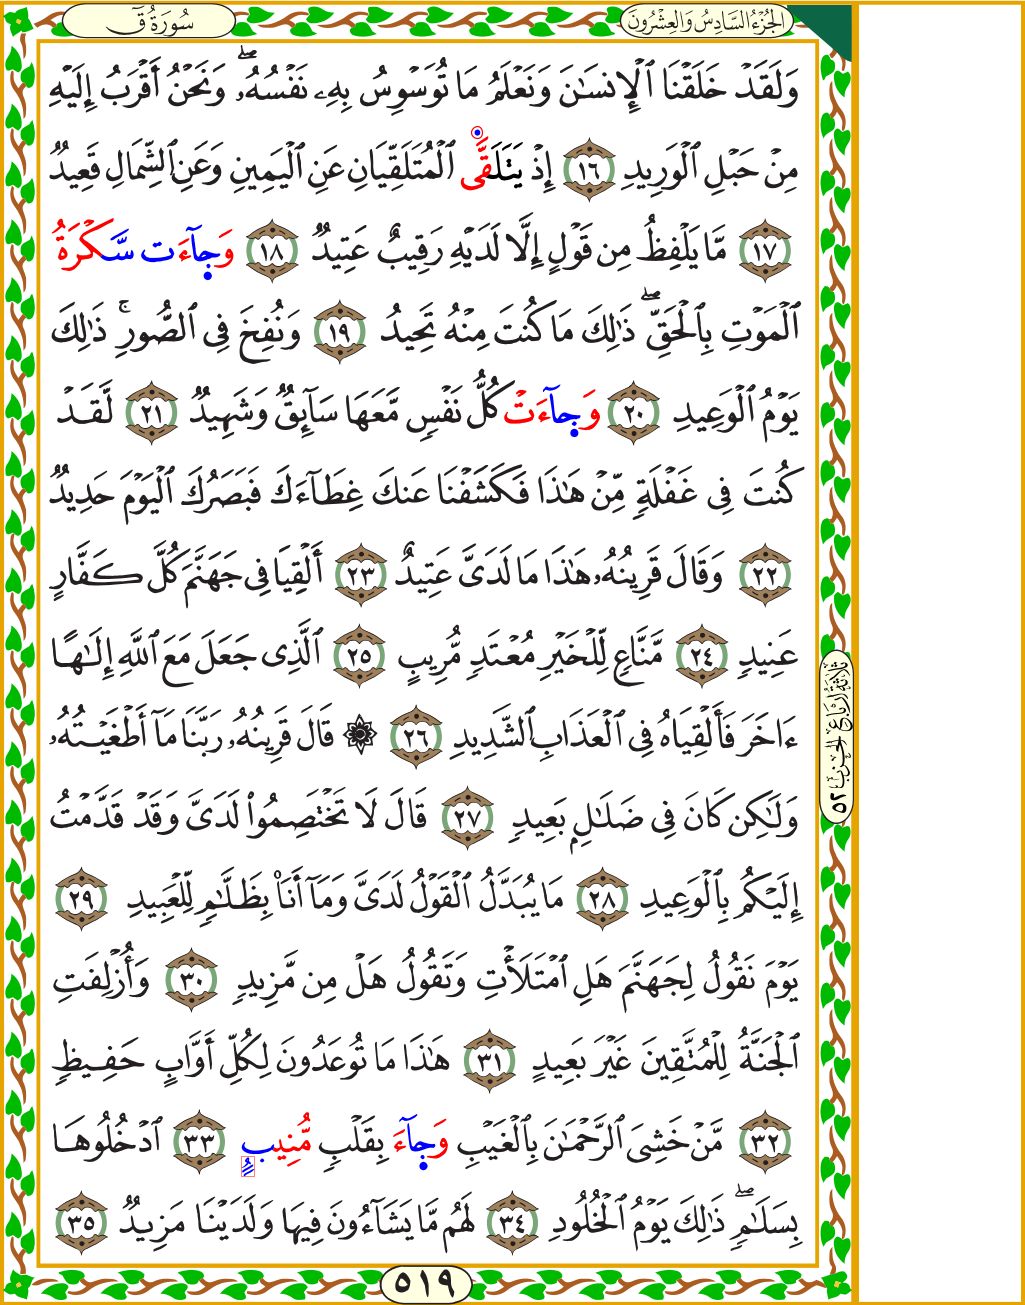 الجُزْءُ السَّادِسُ وَالعِشْرُونَ
سُورَةُ قٓ
وَلَقَدۡ خَلَقۡنَا ٱلۡإِنسَٰنَ وَنَعۡلَمُ مَا تُوَسۡوِسُ بِهِۦ نَفۡسُهُۥۖ وَنَحۡنُ أَقۡرَبُ إِلَيۡهِ
مِنۡ حَبۡلِ ٱلۡوَرِيدِ ١٦ إِذۡ يَتَلَقَّى ٱلۡمُتَلَقِّيَانِ عَنِ ٱلۡيَمِينِ وَعَنِ ٱلشِّمَالِ قَعِيدٞ
١٧ مَّا يَلۡفِظُ مِن قَوۡلٍ إِلَّا لَدَيۡهِ رَقِيبٌ عَتِيدٞ ١٨ وَجِآءَت سَّكۡرَةُ
ٱلۡمَوۡتِ بِٱلۡحَقِّۖ ذَٰلِكَ مَا كُنتَ مِنۡهُ تَحِيدُ ١٩ وَنُفِخَ فِى ٱلصُّورِۚ ذَٰلِكَ
يَوۡمُ ٱلۡوَعِيدِ ٢٠ وَجِآءَتۡ كُلُّ نَفۡسٖ مَّعَهَا سَآئِقٞ وَشَهِيدٞ ٢١ لَّقَدۡ
كُنتَ فِى غَفۡلَةٖ مِّنۡ هَٰذَا فَكَشَفۡنَا عَنكَ غِطَآءَكَ فَبَصَرُكَ ٱلۡيَوۡمَ حَدِيدٞ
٢٢ وَقَالَ قَرِينُهُۥ هَٰذَا مَا لَدَىَّ عَتِيدٌ ٢٣ أَلۡقِيَا فِى جَهَنَّمَ كُلَّ كَفَّارٍ
عَنِيدٖ ٢٤ مَّنَّاعٖ لِّلۡخَيۡرِ مُعۡتَدٖ مُّرِيبٍ ٢٥ ٱلَّذِى جَعَلَ مَعَ ٱللَّهِ إِلَٰهًا
ءَاخَرَ فَأَلۡقِيَاهُ فِى ٱلۡعَذَابِ ٱلشَّدِيدِ ٢٦ ۞ قَالَ قَرِينُهُۥ رَبَّنَا مَآ أَطۡغَيۡتُهُۥ
وَلَٰكِن كَانَ فِى ضَلَٰلِۭ بَعِيدٖ ٢٧ قَالَ لَا تَخۡتَصِمُواْ لَدَىَّ وَقَدۡ قَدَّمۡتُ
إِلَيۡكُم بِٱلۡوَعِيدِ ٢٨ مَا يُبَدَّلُ ٱلۡقَوۡلُ لَدَىَّ وَمَآ أَنَا۠ بِظَلَّٰمٖ لِّلۡعَبِيدِ ٢٩
يَوۡمَ نَقُولُ لِجَهَنَّمَ هَلِ ٱمۡتَلَأۡتِ وَتَقُولُ هَلۡ مِن مَّزِيدٖ ٣٠ وَأُزۡلِفَتِ
ٱلۡجَنَّةُ لِلۡمُتَّقِينَ غَيۡرَ بَعِيدٍ ٣١ هَٰذَا مَا تُوعَدُونَ لِكُلِّ أَوَّابٍ حَفِيظٖ
٣٢ مَّنۡ خَشِىَ ٱلرَّحۡمَٰنَ بِٱلۡغَيۡبِ وَجِآءَ بِقَلۡبٖ مُّنِيبٍ ٣٣ ٱدۡخُلُوهَا
بِسَلَٰمٖۖ ذَٰلِكَ يَوۡمُ ٱلۡخُلُودِ ٣٤ لَهُم مَّا يَشَآءُونَ فِيهَا وَلَدَيۡنَا مَزِيدٞ ٣٥
ثَلَاثَةُ أَرْبَاعِ الحِزْبِ ٥٢
٥١٩